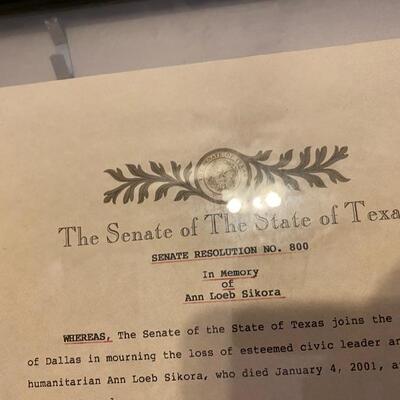 The Senate of The State of Texa
SENATE RESOLUTION NO. 800
In Memory
of
Ann Loeb Sikora
WHEREAS, The Senate of the State of Texas joins the
of Dallas in mourning the loss of esteemed civic leader an
humanitarian Ann Loeb Sikora, who died January 4, 2001, a